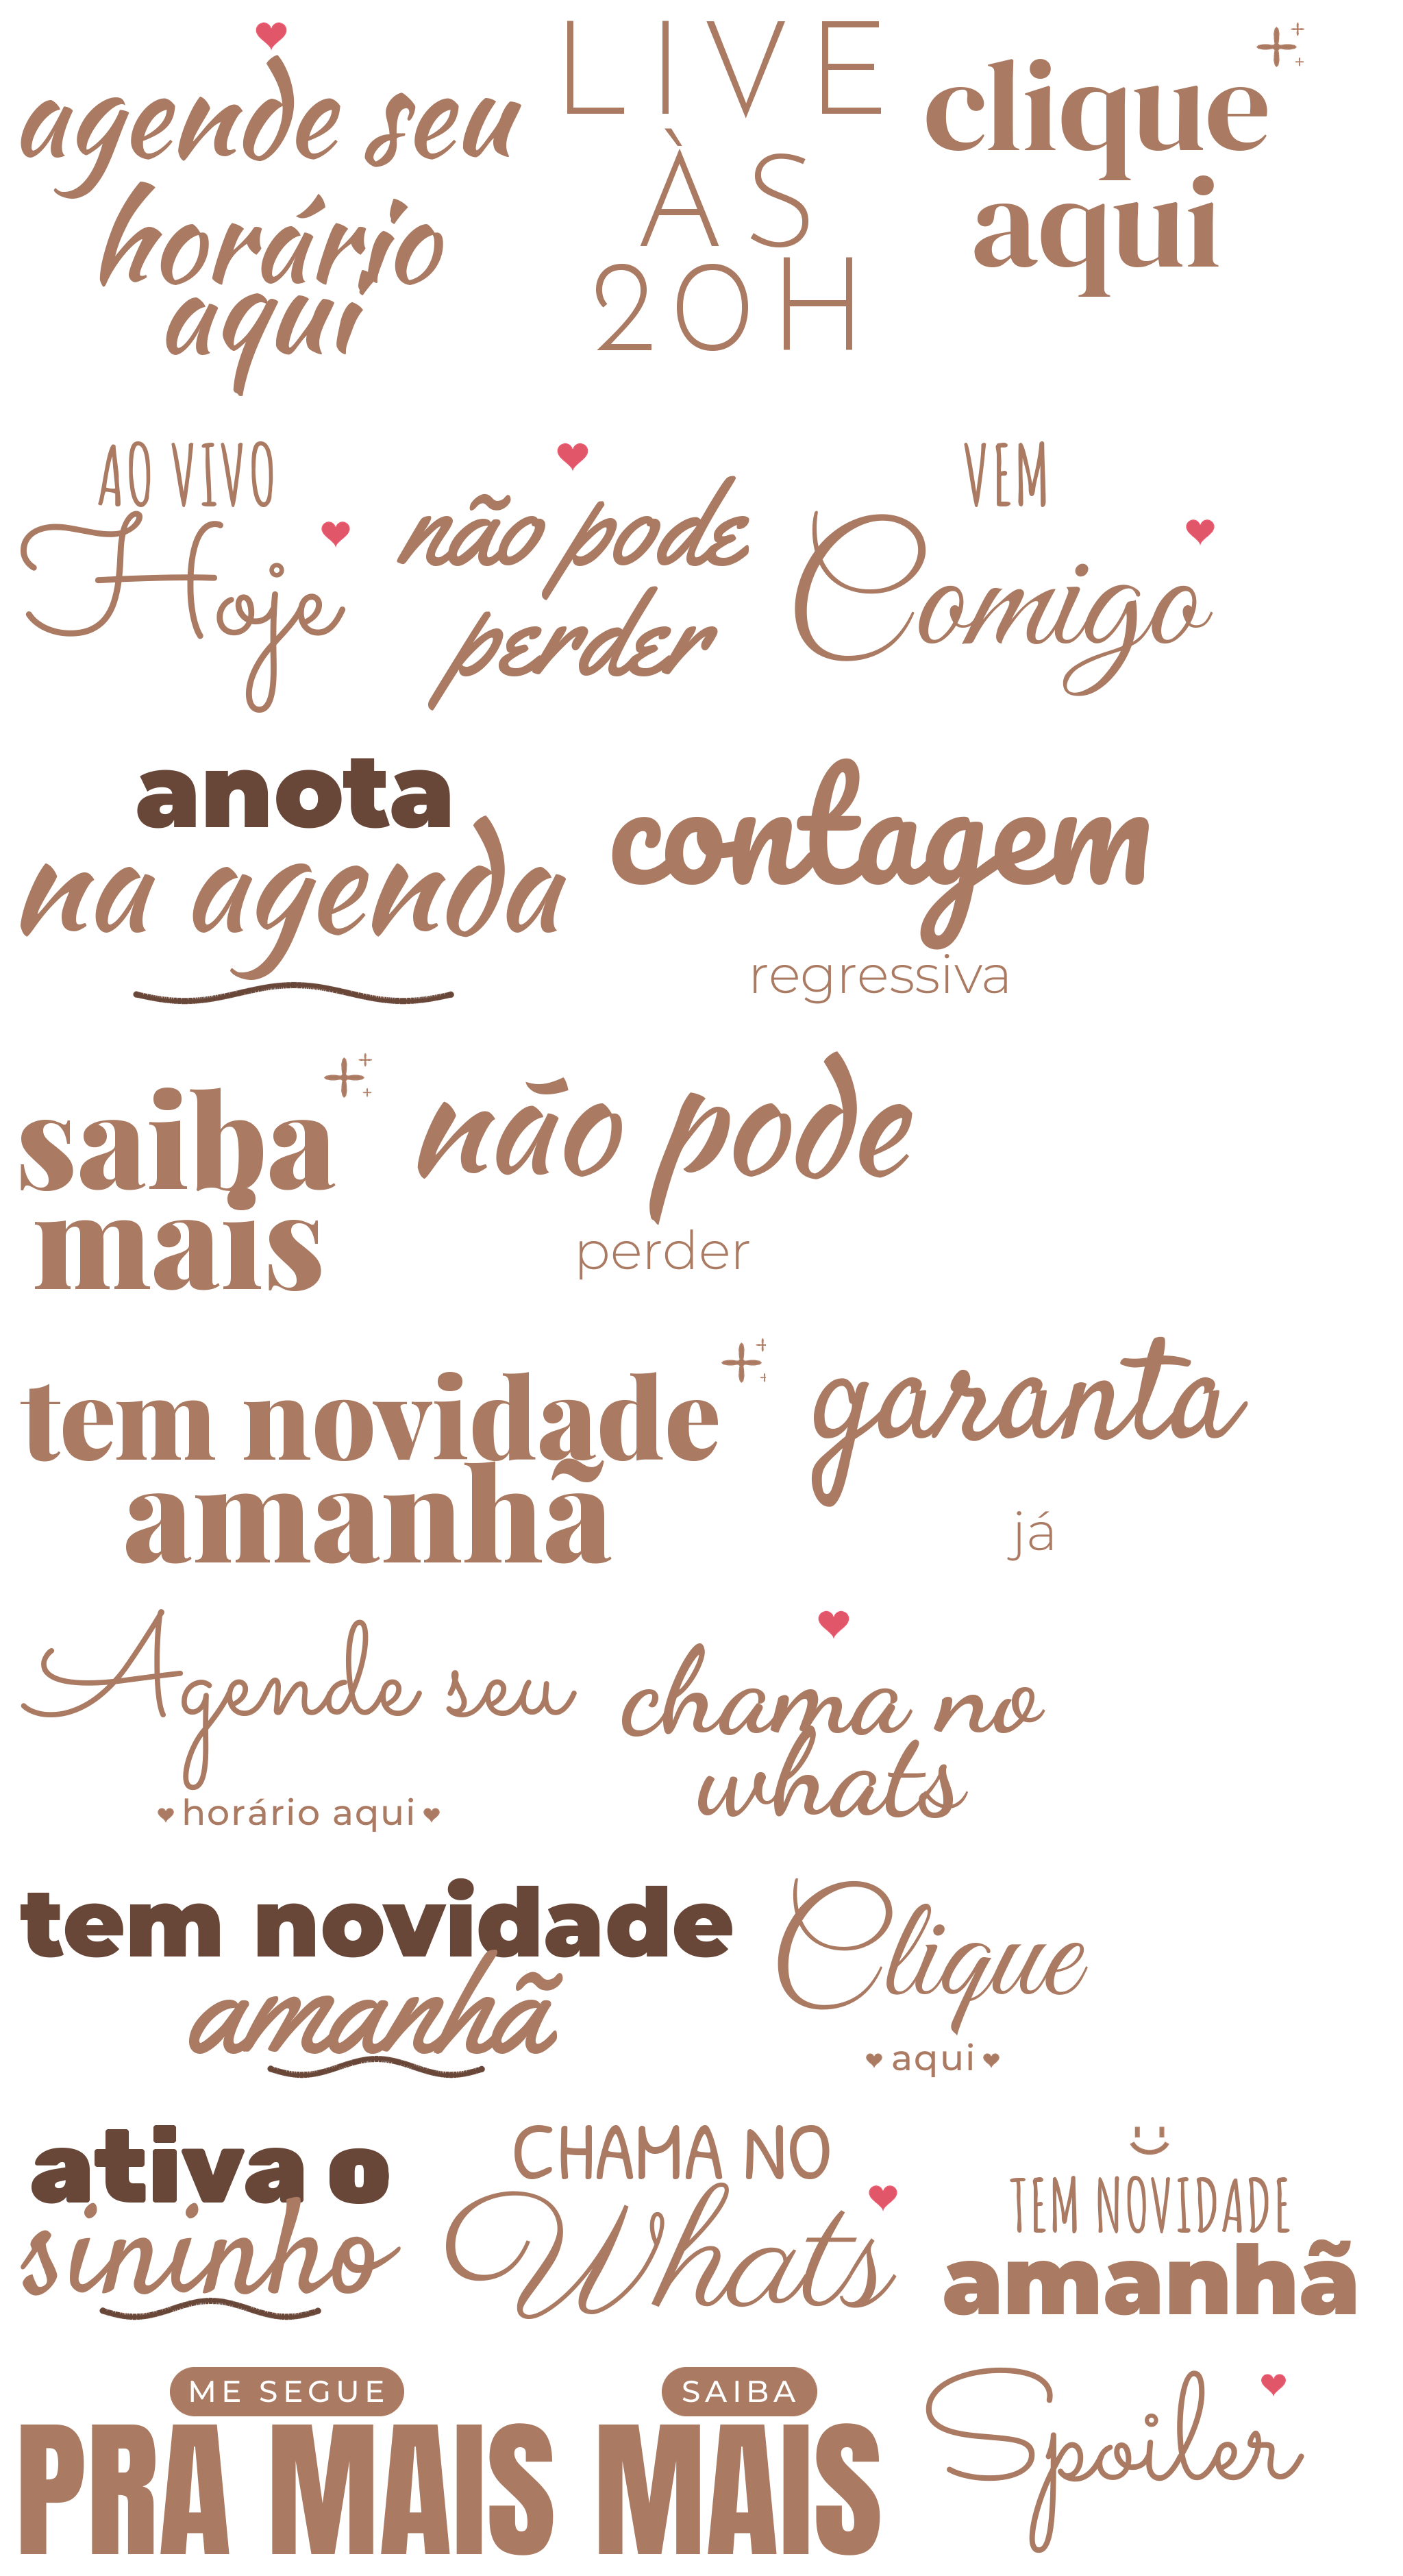 agende seu
horário
aqui
LIVE
ÀS
20H
clique
aqui
AO VIVO
Hoje
não pode
perder
VEM
Comigo
anota
na agenda
contagem
regressiva
saiba
mais
não pode
perder
tem novidade
amanhã
garanta
já
Agende seu
horário aqui
chama no
whats
tem novidade
amanhã
Clique
aqui
ativa o
sininho
CHAMA NO
Whats
TEM NOVIDADE
amanhã
ME SEGUE
PRA MAIS
SAIBA
MAIS
Spoiler